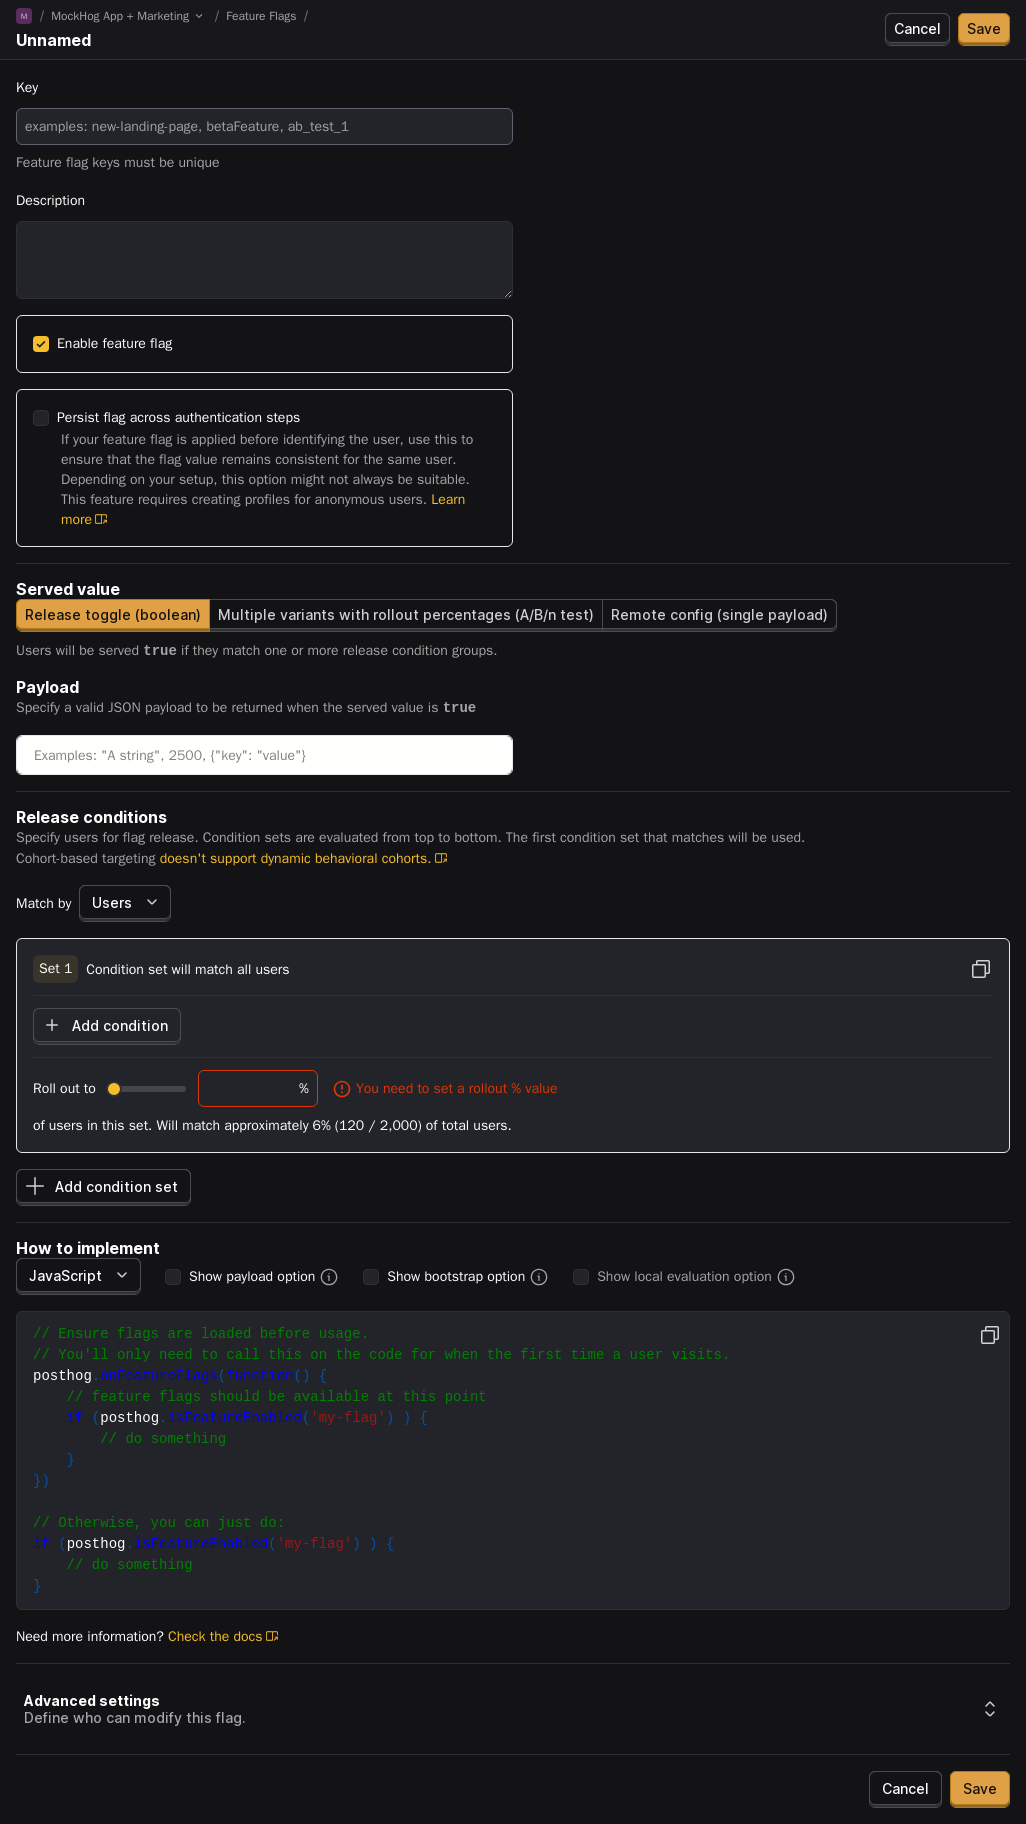 M / MockHog App + Marketing / Feature Flags /
Unnamed
Cancel
Save
Key
examples: new-landing-page, betaFeature, ab_test_1
Feature flag keys must be unique
Description
Enable feature flag
Persist flag across authentication steps
If your feature flag is applied before identifying the user, use this to
ensure that the flag value remains consistent for the same user.
Depending on your setup, this option might not always be suitable.
This feature requires creating profiles for anonymous users. Learn
more
Served value
Release toggle (boolean)
Multiple variants with rollout percentages (A/B/n test)
Remote config (single payload)
Users will be served true if they match one or more release condition groups.
Payload
Specify a valid JSON payload to be returned when the served value is true
Examples: "A string", 2500, {"key": "value"}
Release conditions
Specify users for flag release. Condition sets are evaluated from top to bottom. The first condition set that matches will be used.
Cohort-based targeting doesn't support dynamic behavioral cohorts.
Match by Users
Set 1 Condition set will match all users
Add condition
Roll out to % You need to set a rollout % value
of users in this set. Will match approximately 6% (120 / 2,000) of total users.
Add condition set
How to implement
JavaScript Show payload option Show bootstrap option Show local evaluation option
// Ensure flags are loaded before usage.
// You'll only need to call this on the code for when the first time a user visits.
posthog.onFeatureFlags(function() {
    // feature flags should be available at this point
    if (posthog.isFeatureEnabled('my-flag') ) {
        // do something
    }
})
// Otherwise, you can just do:
if (posthog.isFeatureEnabled('my-flag') ) {
    // do something
}
Need more information? Check the docs
Advanced settings
Define who can modify this flag.
Cancel
Save